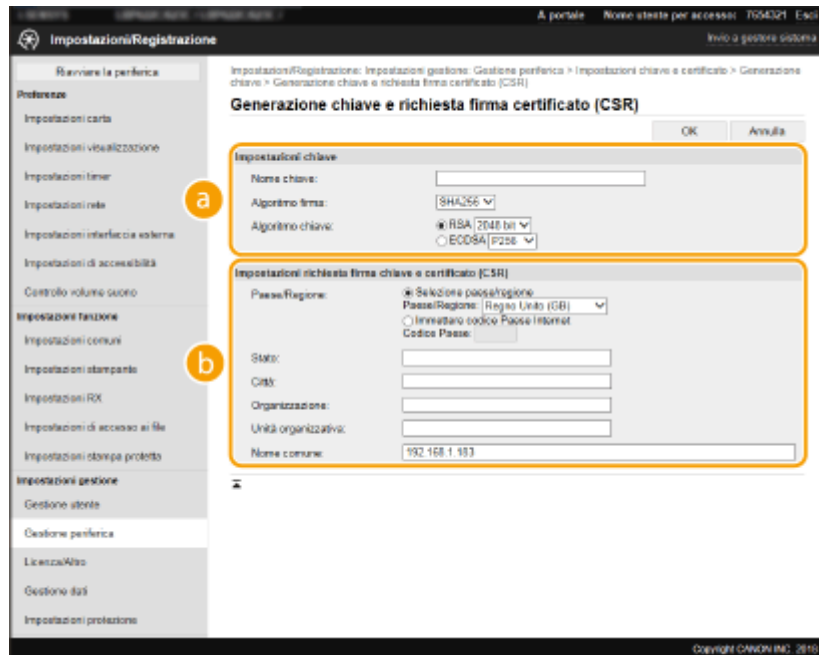 A portale Nome utente per accesso: 7654321 Esci
Impostazioni/Registrazione
Invio a gestore sistema
Riavviare la periferica
Preferenze
Impostazioni carta
Impostazioni visualizzazione
Impostazioni timer
Impostazioni rete
Impostazioni interfaccia esterna
Impostazioni di accessibilità
Controllo volume suono
Impostazioni funzione
Impostazioni comuni
Impostazioni stampante
Impostazioni RX
Impostazioni di accesso ai file
Impostazioni stampa protetta
Impostazioni gestione
Gestione utente
Gestione periferica
Licenza/Altro
Gestione dati
Impostazioni protezione
Impostazioni/Registrazione: Impostazioni gestione: Gestione periferica > Impostazioni chiave e certificato > Generazione
chiave > Generazione chiave e richiesta firma certificato (CSR)
Generazione chiave e richiesta firma certificato (CSR)
OK Annulla
a
Impostazioni chiave
Nome chiave:
Algoritmo firma: SHA256
Algoritmo chiave: RSA 2048 bit
ECDSA P256
b
Impostazioni richiesta firma chiave e certificato (CSR)
Paese/Regione: Selezione paese/regione
Paese/Regione: Regno Unito (GB)
Immettere codice Paese Internet
Codice Paese:
Stato:
Città:
Organizzazione:
Unità organizzativa:
Nome comune: 192.168.1.183
Copyright CANON INC. 2018